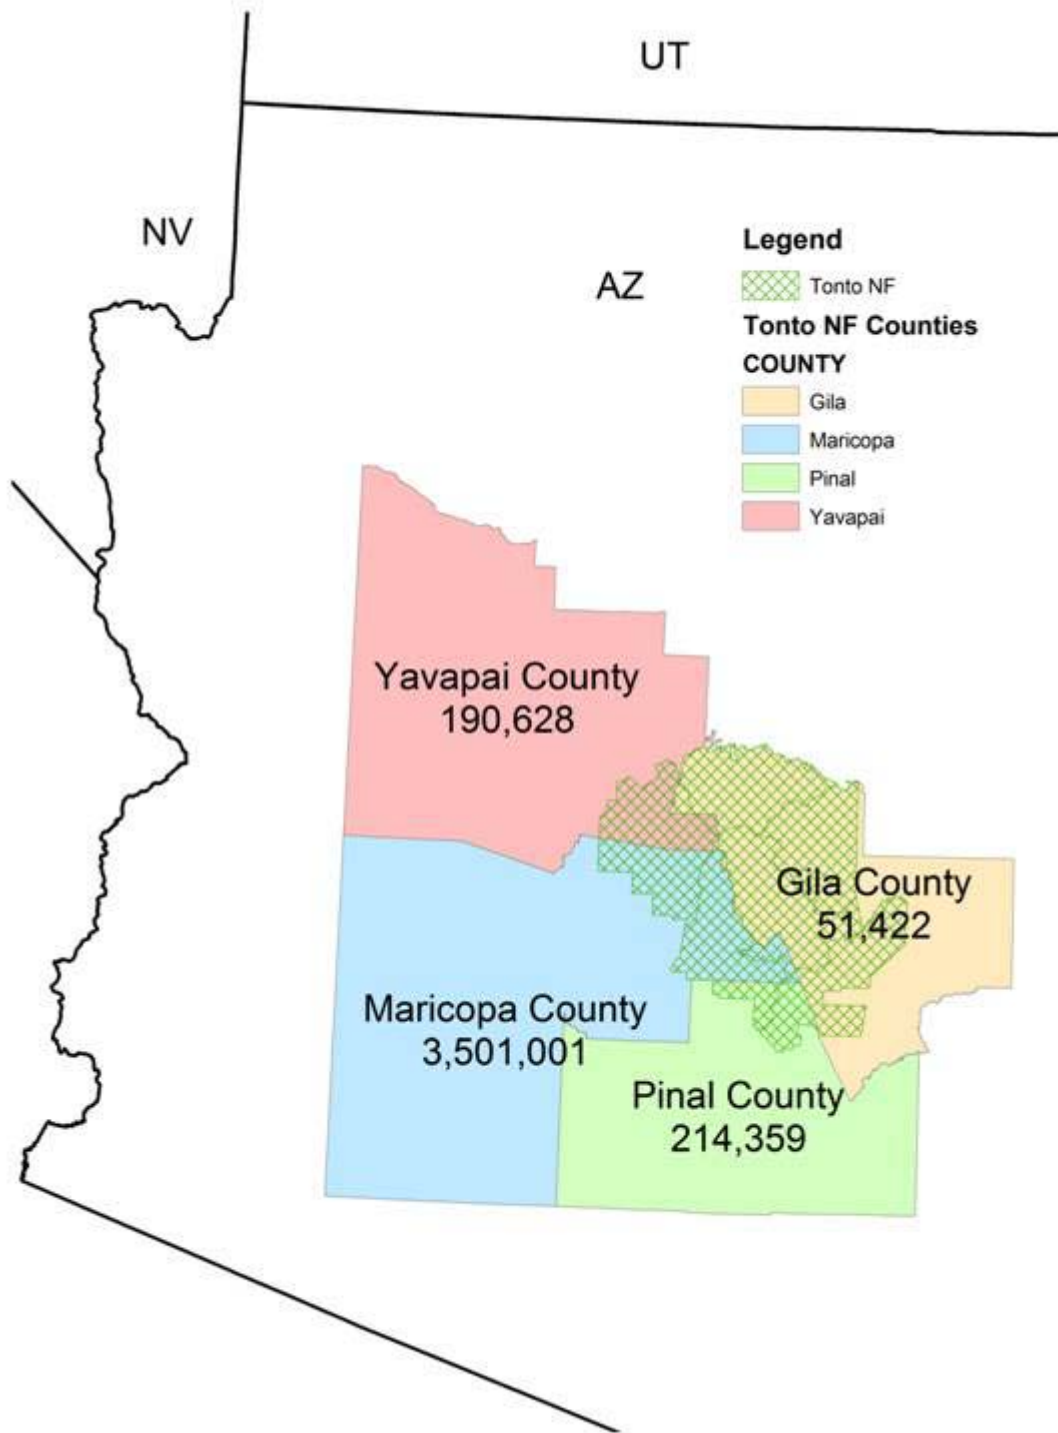 UT
NV
AZ
Legend
Tonto NF
Tonto NF Counties
COUNTY
Gila
Maricopa
Pinal
Yavapai
Yavapai County
190,628
Gila County
51,422
Maricopa County
3,501,001
Pinal County
214,359